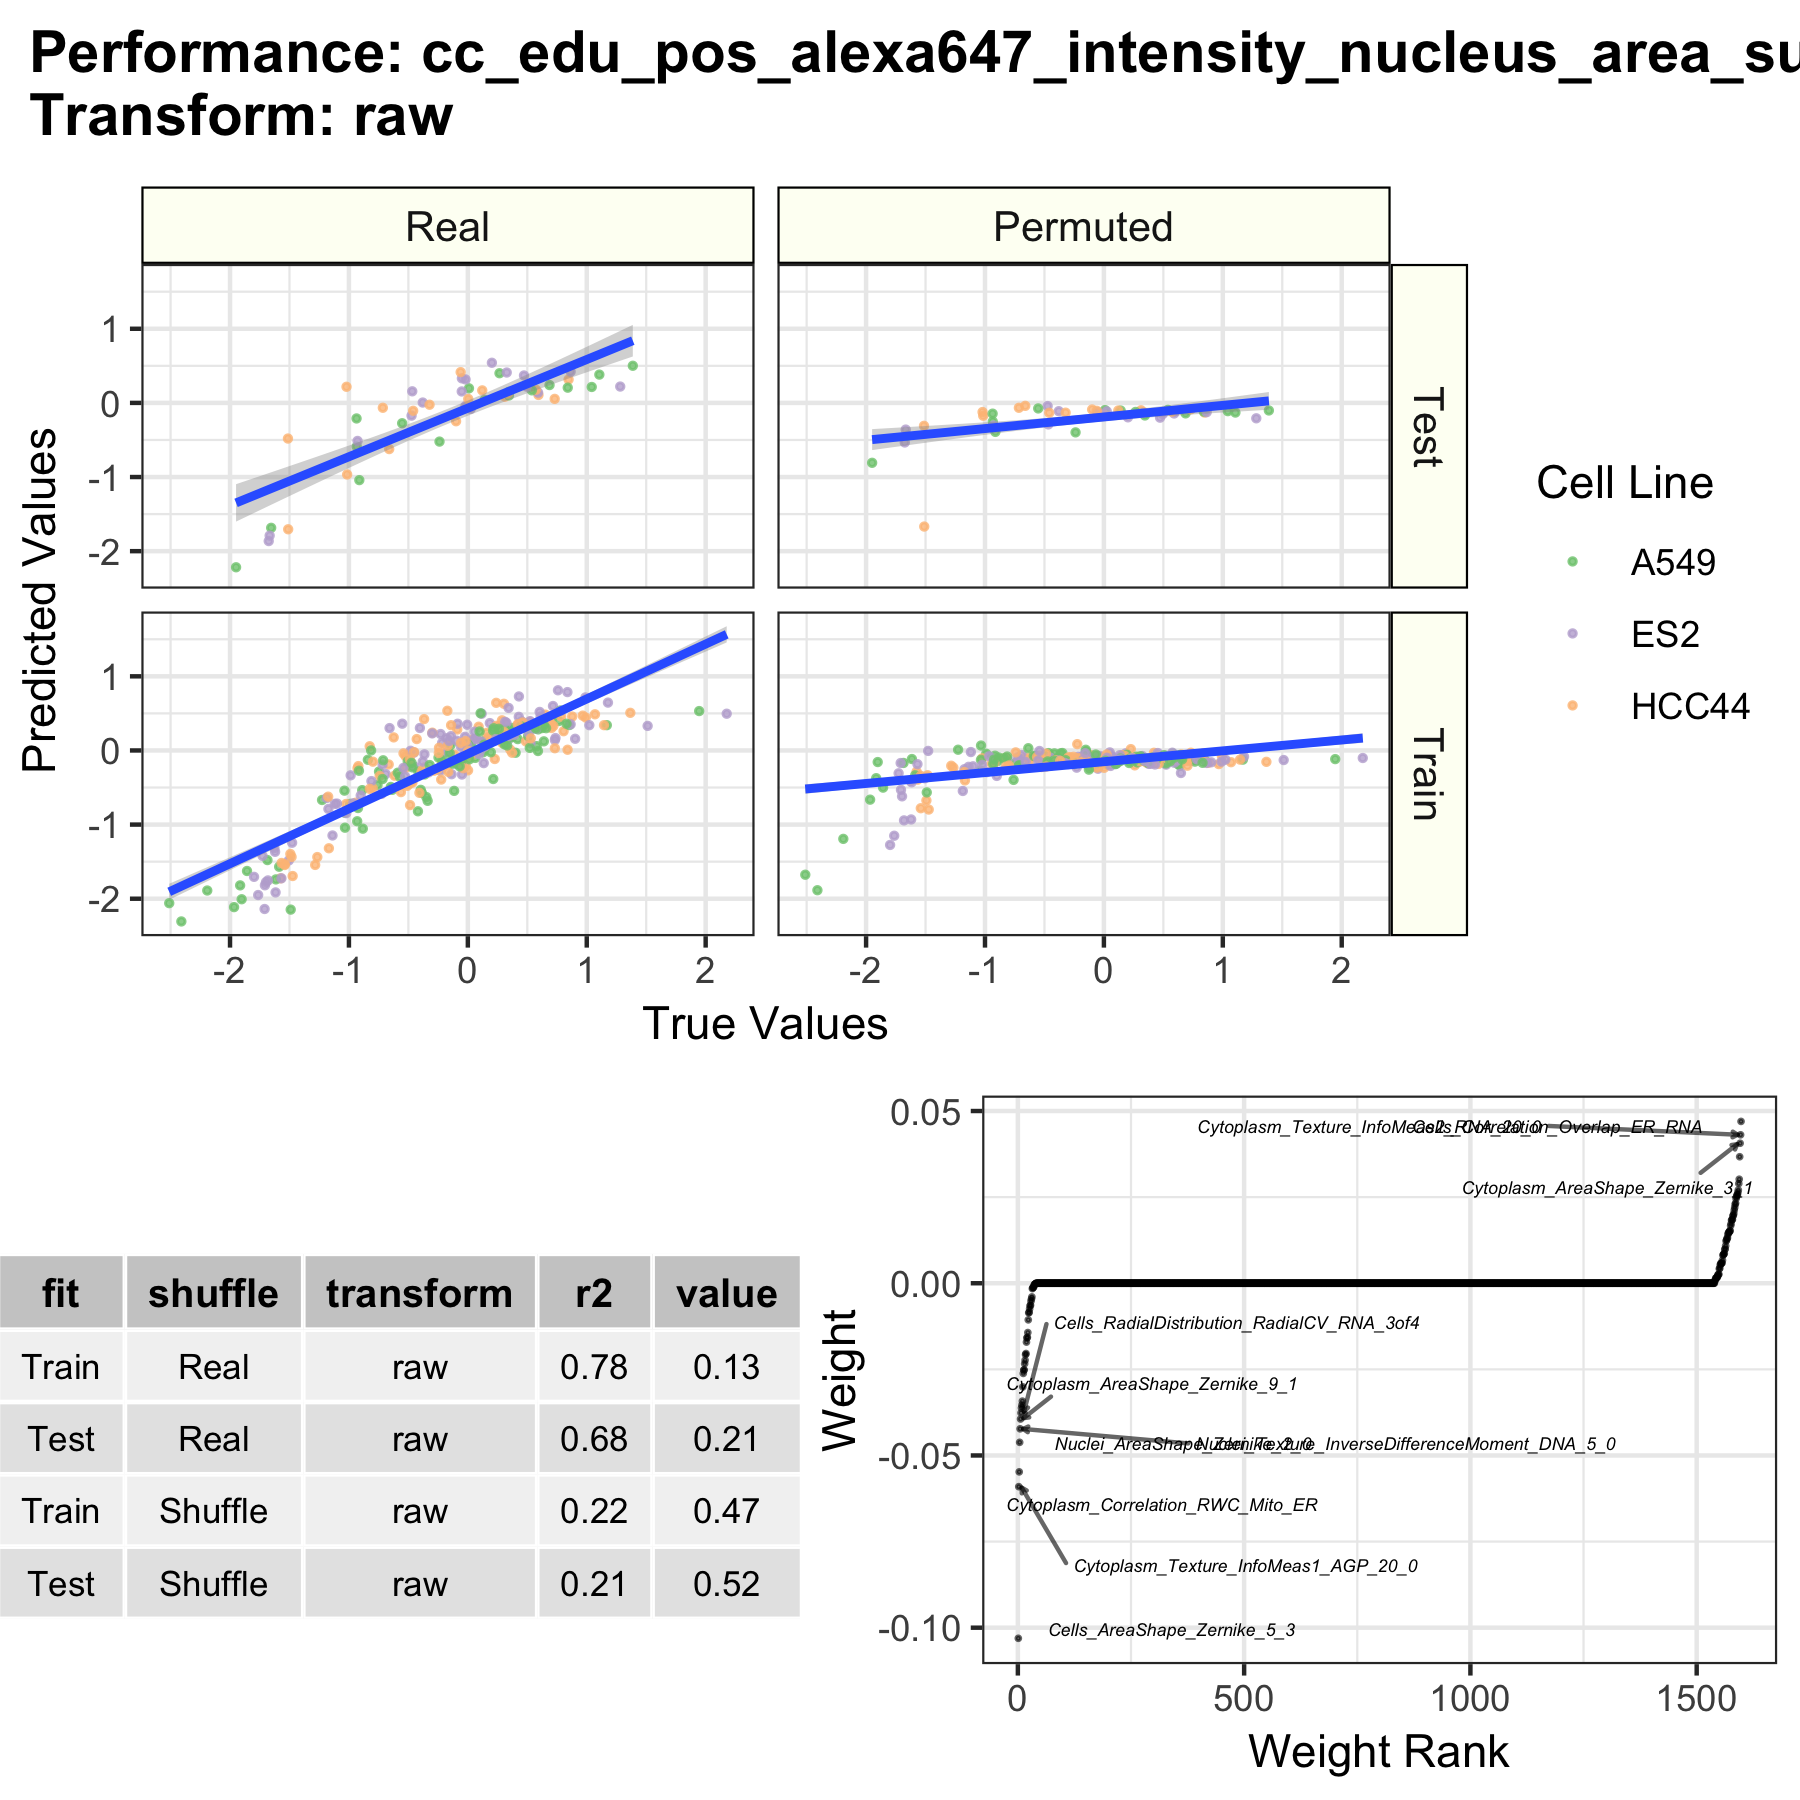 Performance: cc_edu_pos_alexa647_intensity_nucleus_area_su
Transform: raw
Real
Permuted
1
0
-1
-2
Test
1
0
-1
-2
Train
-2
-1
0
1
2
-2
-1
0
1
2
Predicted Values
True Values
Cell Line
A549
ES2
HCC44
fit shuffle transform r2 value
Train Real raw 0.78 0.13
Test Real raw 0.68 0.21
Train Shuffle raw 0.22 0.47
Test Shuffle raw 0.21 0.52
Weight
0.05
0.00
-0.05
-0.10
Cytoplasm_Texture_InfoMeas2_RNA_20_0
Cells_Correlation_Overlap_ER_RNA
Cytoplasm_AreaShape_Zernike_3_1
Cells_RadialDistribution_RadialCV_RNA_3of4
Cytoplasm_AreaShape_Zernike_9_1
Nuclei_AreaShape_Zernike_2_0
Nuclei_Texture_InverseDifferenceMoment_DNA_5_0
Cytoplasm_Correlation_RWC_Mito_ER
Cytoplasm_Texture_InfoMeas1_AGP_20_0
Cells_AreaShape_Zernike_5_3
0
500
1000
1500
Weight Rank